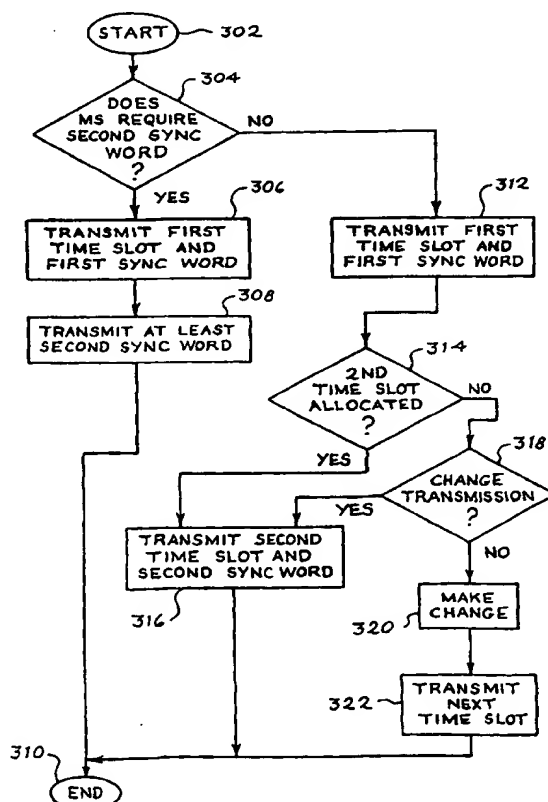 START
302
304
DOES
MS REQUIRE
SECOND SYNC
WORD
?
NO
YES
306
TRANSMIT FIRST
TIME SLOT AND
FIRST SYNC WORD
312
TRANSMIT FIRST
TIME SLOT AND
FIRST SYNC WORD
308
TRANSMIT AT LEAST
SECOND SYNC WORD
314
2ND
TIME SLOT
ALLOCATED
?
NO
YES
318
CHANGE
TRANSMISSION
?
YES
NO
TRANSMIT SECOND
TIME SLOT AND
SECOND SYNC WORD
316
MAKE
CHANGE
320
TRANSMIT
NEXT
TIME SLOT
322
310
END